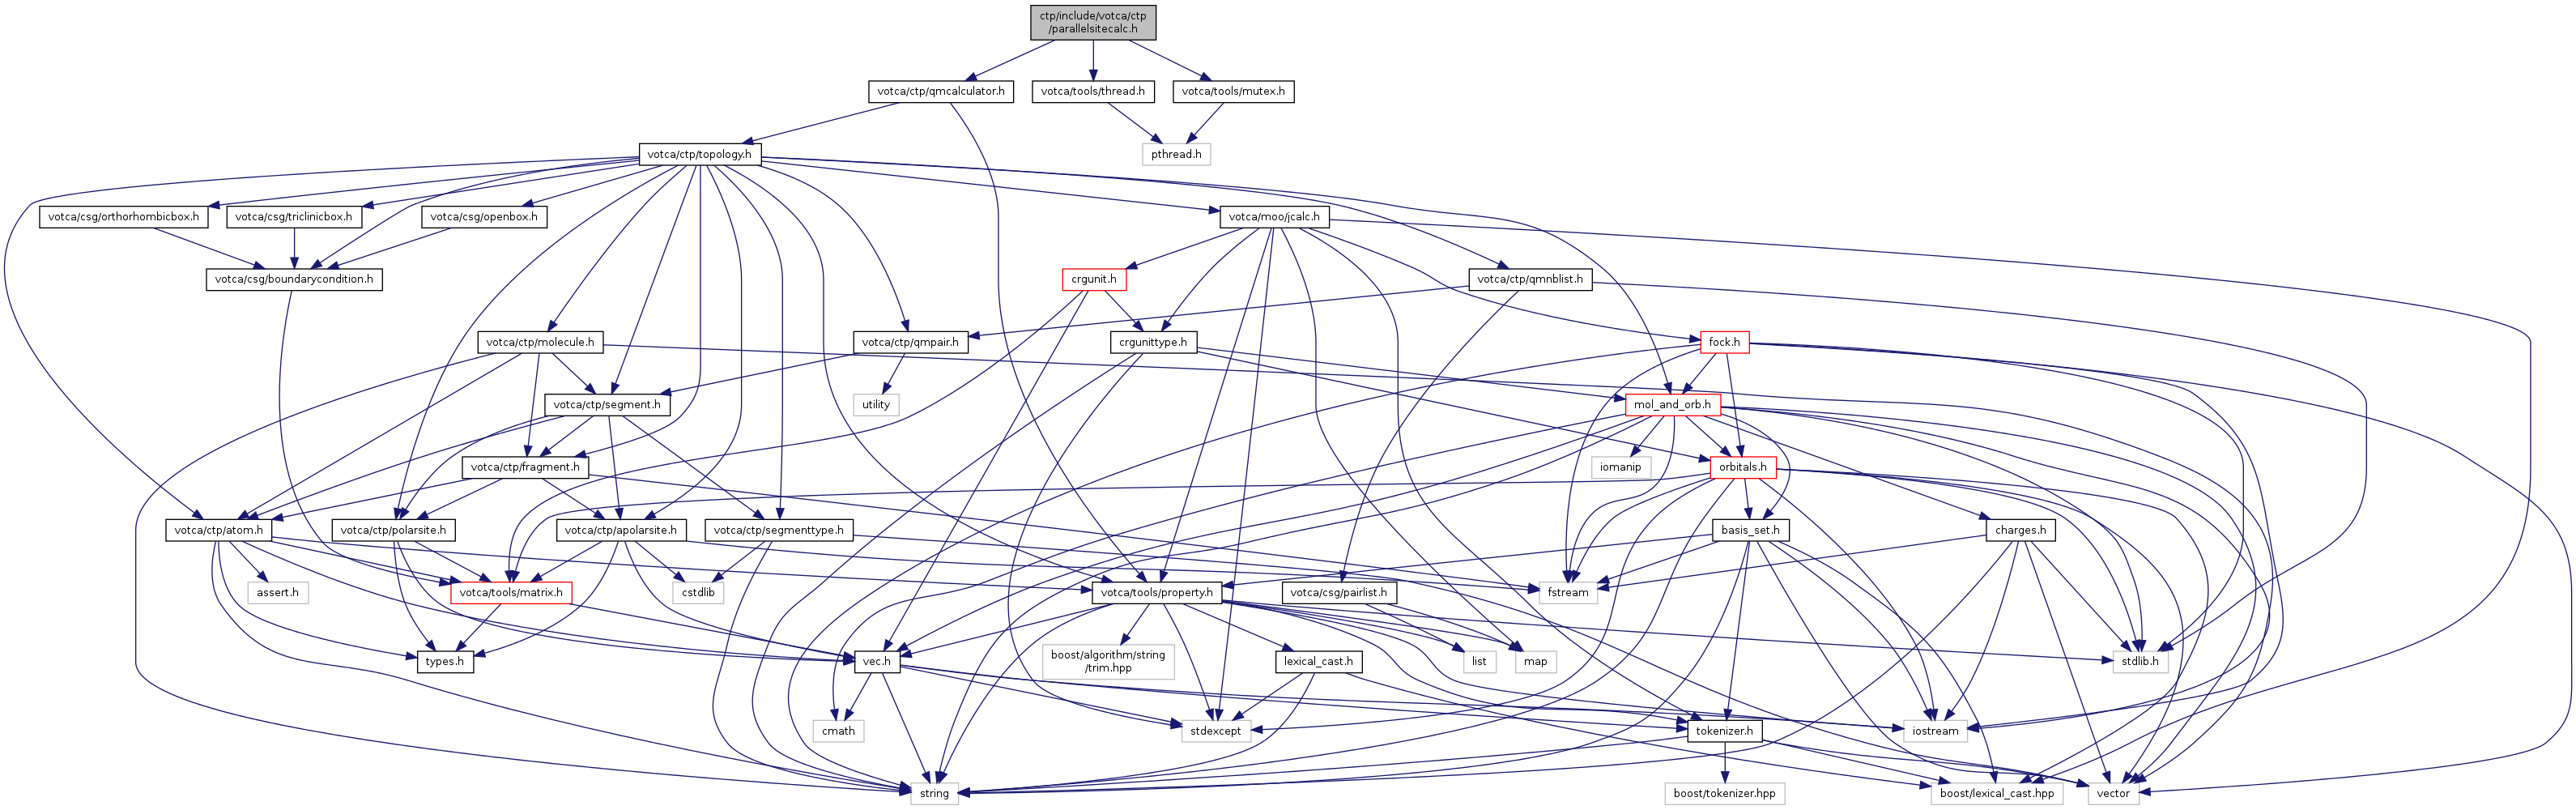 ctp/include/votca/ctp
/parallelsitecalc.h
votca/ctp/qmcalculator.h
votca/tools/thread.h
votca/tools/mutex.h
votca/ctp/topology.h
pthread.h
votca/csg/orthorhombicbox.h
votca/csg/triclinicbox.h
votca/csg/openbox.h
votca/moo/jcalc.h
votca/csg/boundarycondition.h
crgunit.h
votca/ctp/qmnblist.h
votca/ctp/molecule.h
votca/ctp/qmpair.h
crgunittype.h
fock.h
votca/ctp/segment.h
utility
mol_and_orb.h
votca/ctp/fragment.h
iomanip
orbitals.h
votca/ctp/atom.h
votca/ctp/polarsite.h
votca/ctp/apolarsite.h
votca/ctp/segmenttype.h
basis_set.h
charges.h
assert.h
votca/tools/matrix.h
cstdlib
votca/tools/property.h
votca/csg/pairlist.h
fstream
types.h
vec.h
boost/algorithm/string
/trim.hpp
lexical_cast.h
list
map
stdlib.h
cmath
stdexcept
tokenizer.h
iostream
string
boost/tokenizer.hpp
boost/lexical_cast.hpp
vector